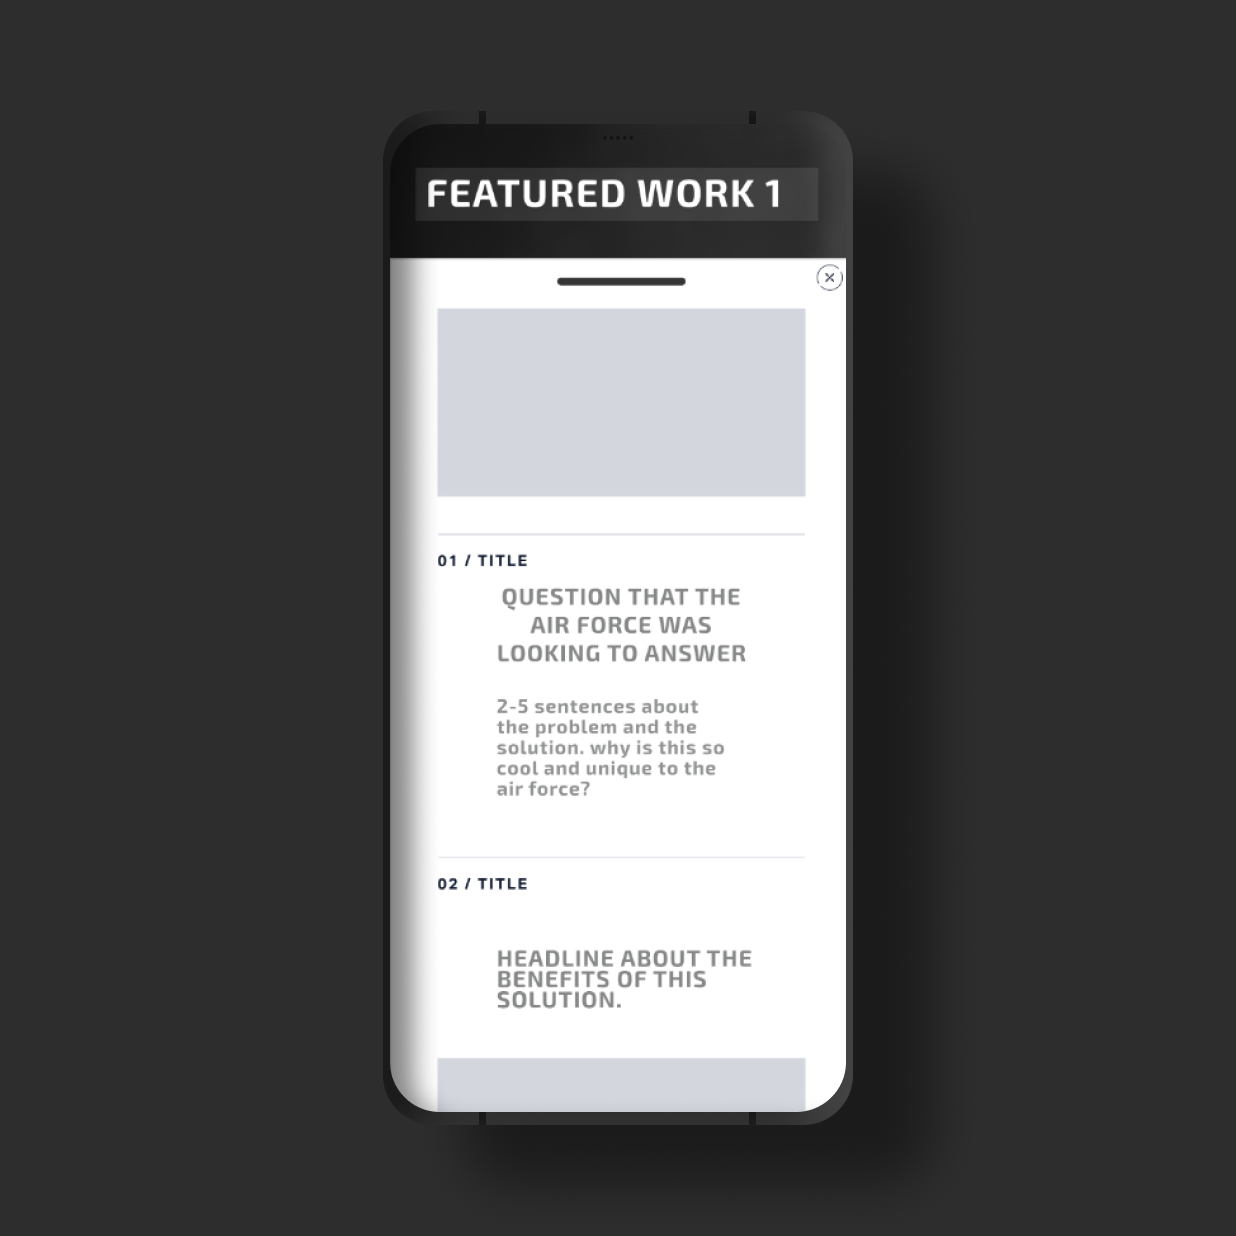 FEATURED WORK 1
01 / TITLE
QUESTION THAT THE
AIR FORCE WAS
LOOKING TO ANSWER
2-5 sentences about
the problem and the
solution. why is this so
cool and unique to the
air force?
02 / TITLE
HEADLINE ABOUT THE
BENEFITS OF THIS
SOLUTION.